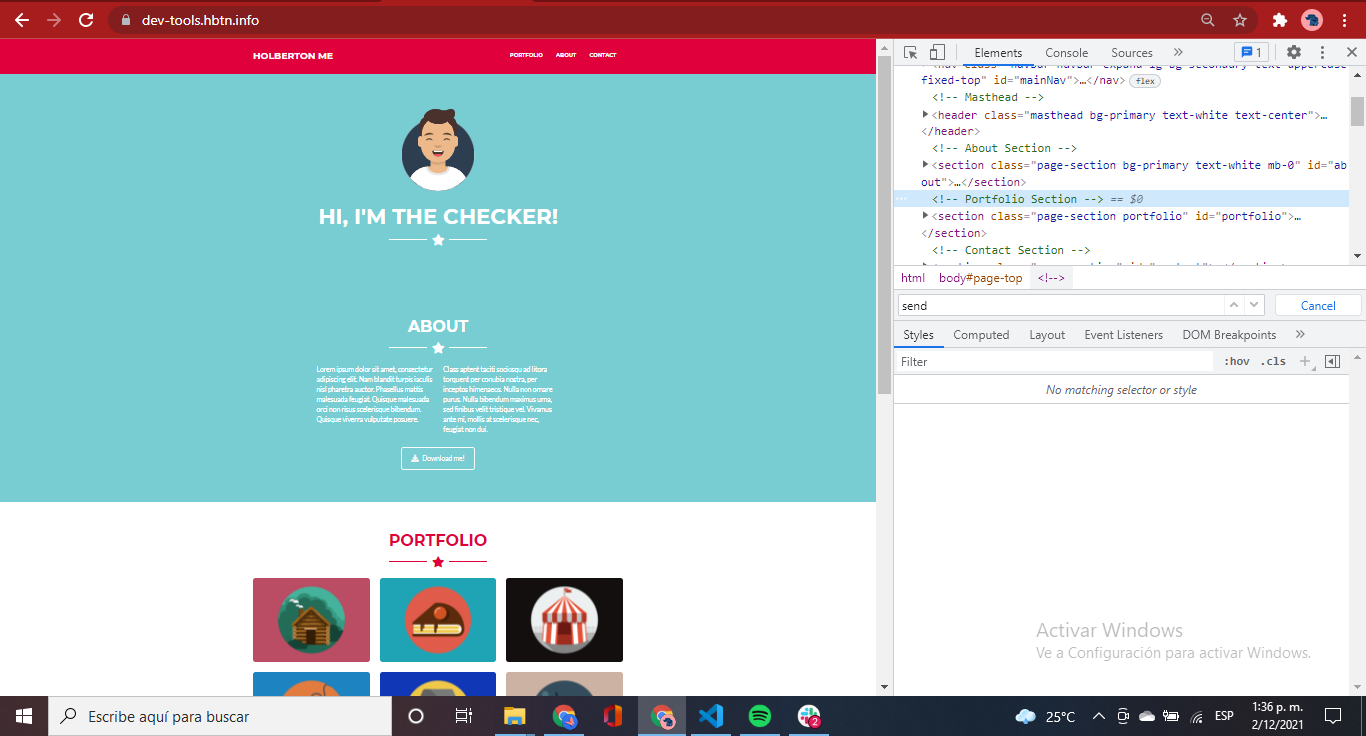 dev-tools.hbtn.info
HOLBERTON ME
PORTFOLIO ABOUT CONTACT
HI, I'M THE CHECKER!
ABOUT
Lorem ipsum dolor sit amet, consectetur
adipiscing elit. Nam blandit turpis iaculis
nisl pharetra auctor. Phasellus mattis
malesuada feugiat. Quisque malesuada
orci non risus scelerisque bibendum.
Quisque viverra vulputate posuere.
Class aptent taciti sociosqu ad litora
torquent per conubia nostra, per
inceptos himenaeos. Nulla non ornare
purus. Nulla bibendum maximus urna,
sed finibus velit tristique vel. Vivamus
ante mi, mollis at scelerisque nec,
feugiat non dui.
Download me!
PORTFOLIO
Elements Console Sources » 1
fixed-top" id="mainNav">…</nav> flex
<!-- Masthead -->
<header class="masthead bg-primary text-white text-center">…
</header>
<!-- About Section -->
<section class="page-section bg-primary text-white mb-0" id="ab
out">…</section>
<!-- Portfolio Section --> == $0
<section class="page-section portfolio" id="portfolio">…
</section>
<!-- Contact Section -->
html body#page-top <!-->
send Cancel
Styles Computed Layout Event Listeners DOM Breakpoints »
Filter :hov .cls +
No matching selector or style
Activar Windows
Ve a Configuración para activar Windows.
Escribe aquí para buscar
2
25°C
ESP
1:36 p. m.
2/12/2021